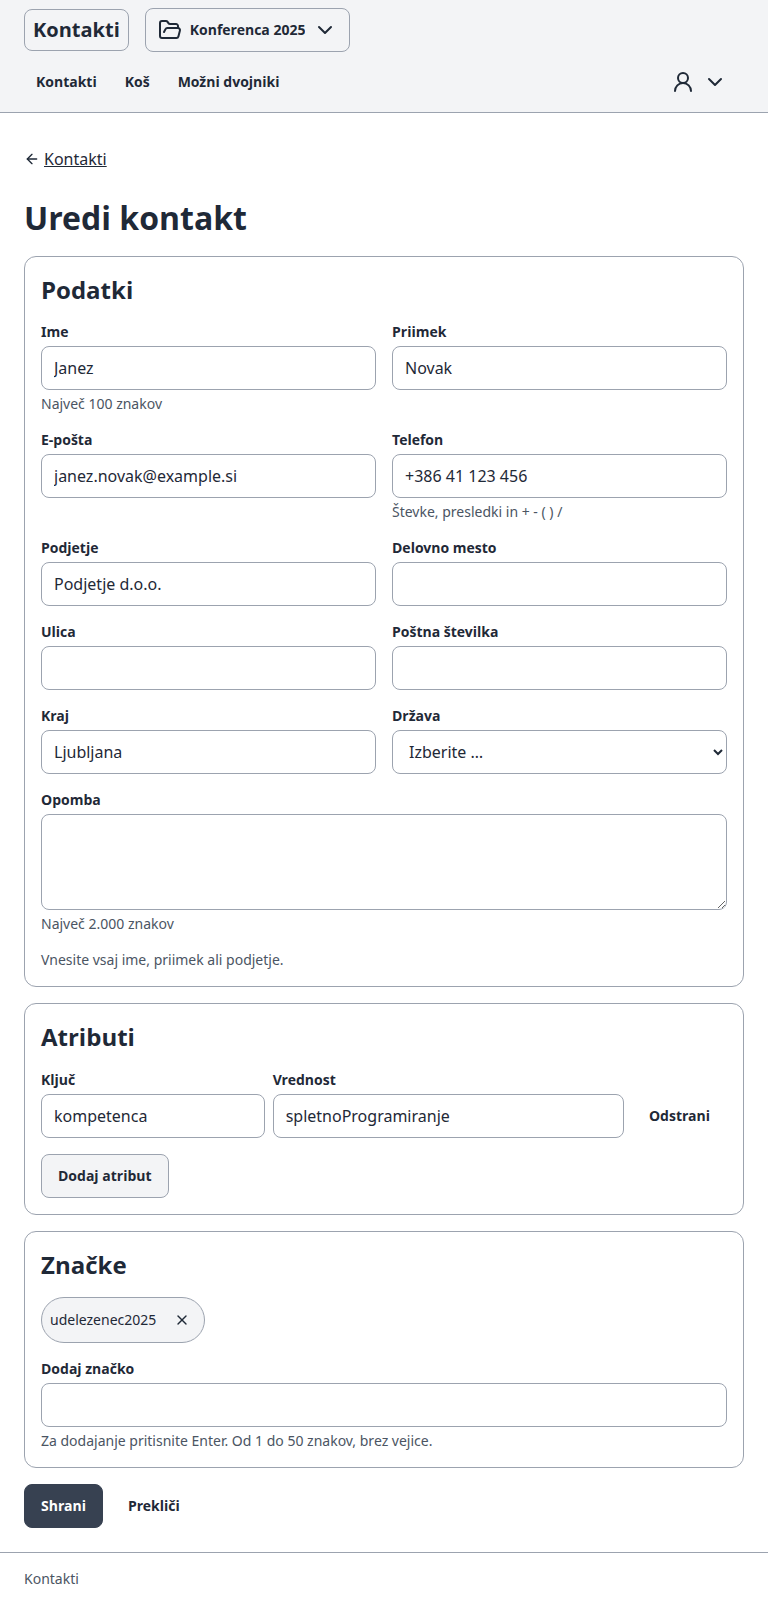 Kontakti
Konferenca 2025
Kontakti Koš Možni dvojniki
Kontakti
Uredi kontakt
Podatki
Ime Priimek
Janez Novak
Največ 100 znakov
E-pošta Telefon
janez.novak@example.si +386 41 123 456
Števke, presledki in + - ( ) /
Podjetje Delovno mesto
Podjetje d.o.o.
Ulica Poštna številka
Kraj Država
Ljubljana Izberite ...
Opomba
Največ 2.000 znakov
Vnesite vsaj ime, priimek ali podjetje.
Atributi
Ključ Vrednost
kompetenca spletnoProgramiranje Odstrani
Dodaj atribut
Značke
udelezenec2025
Dodaj značko
Za dodajanje pritisnite Enter. Od 1 do 50 znakov, brez vejice.
Shrani Prekliči
Kontakti